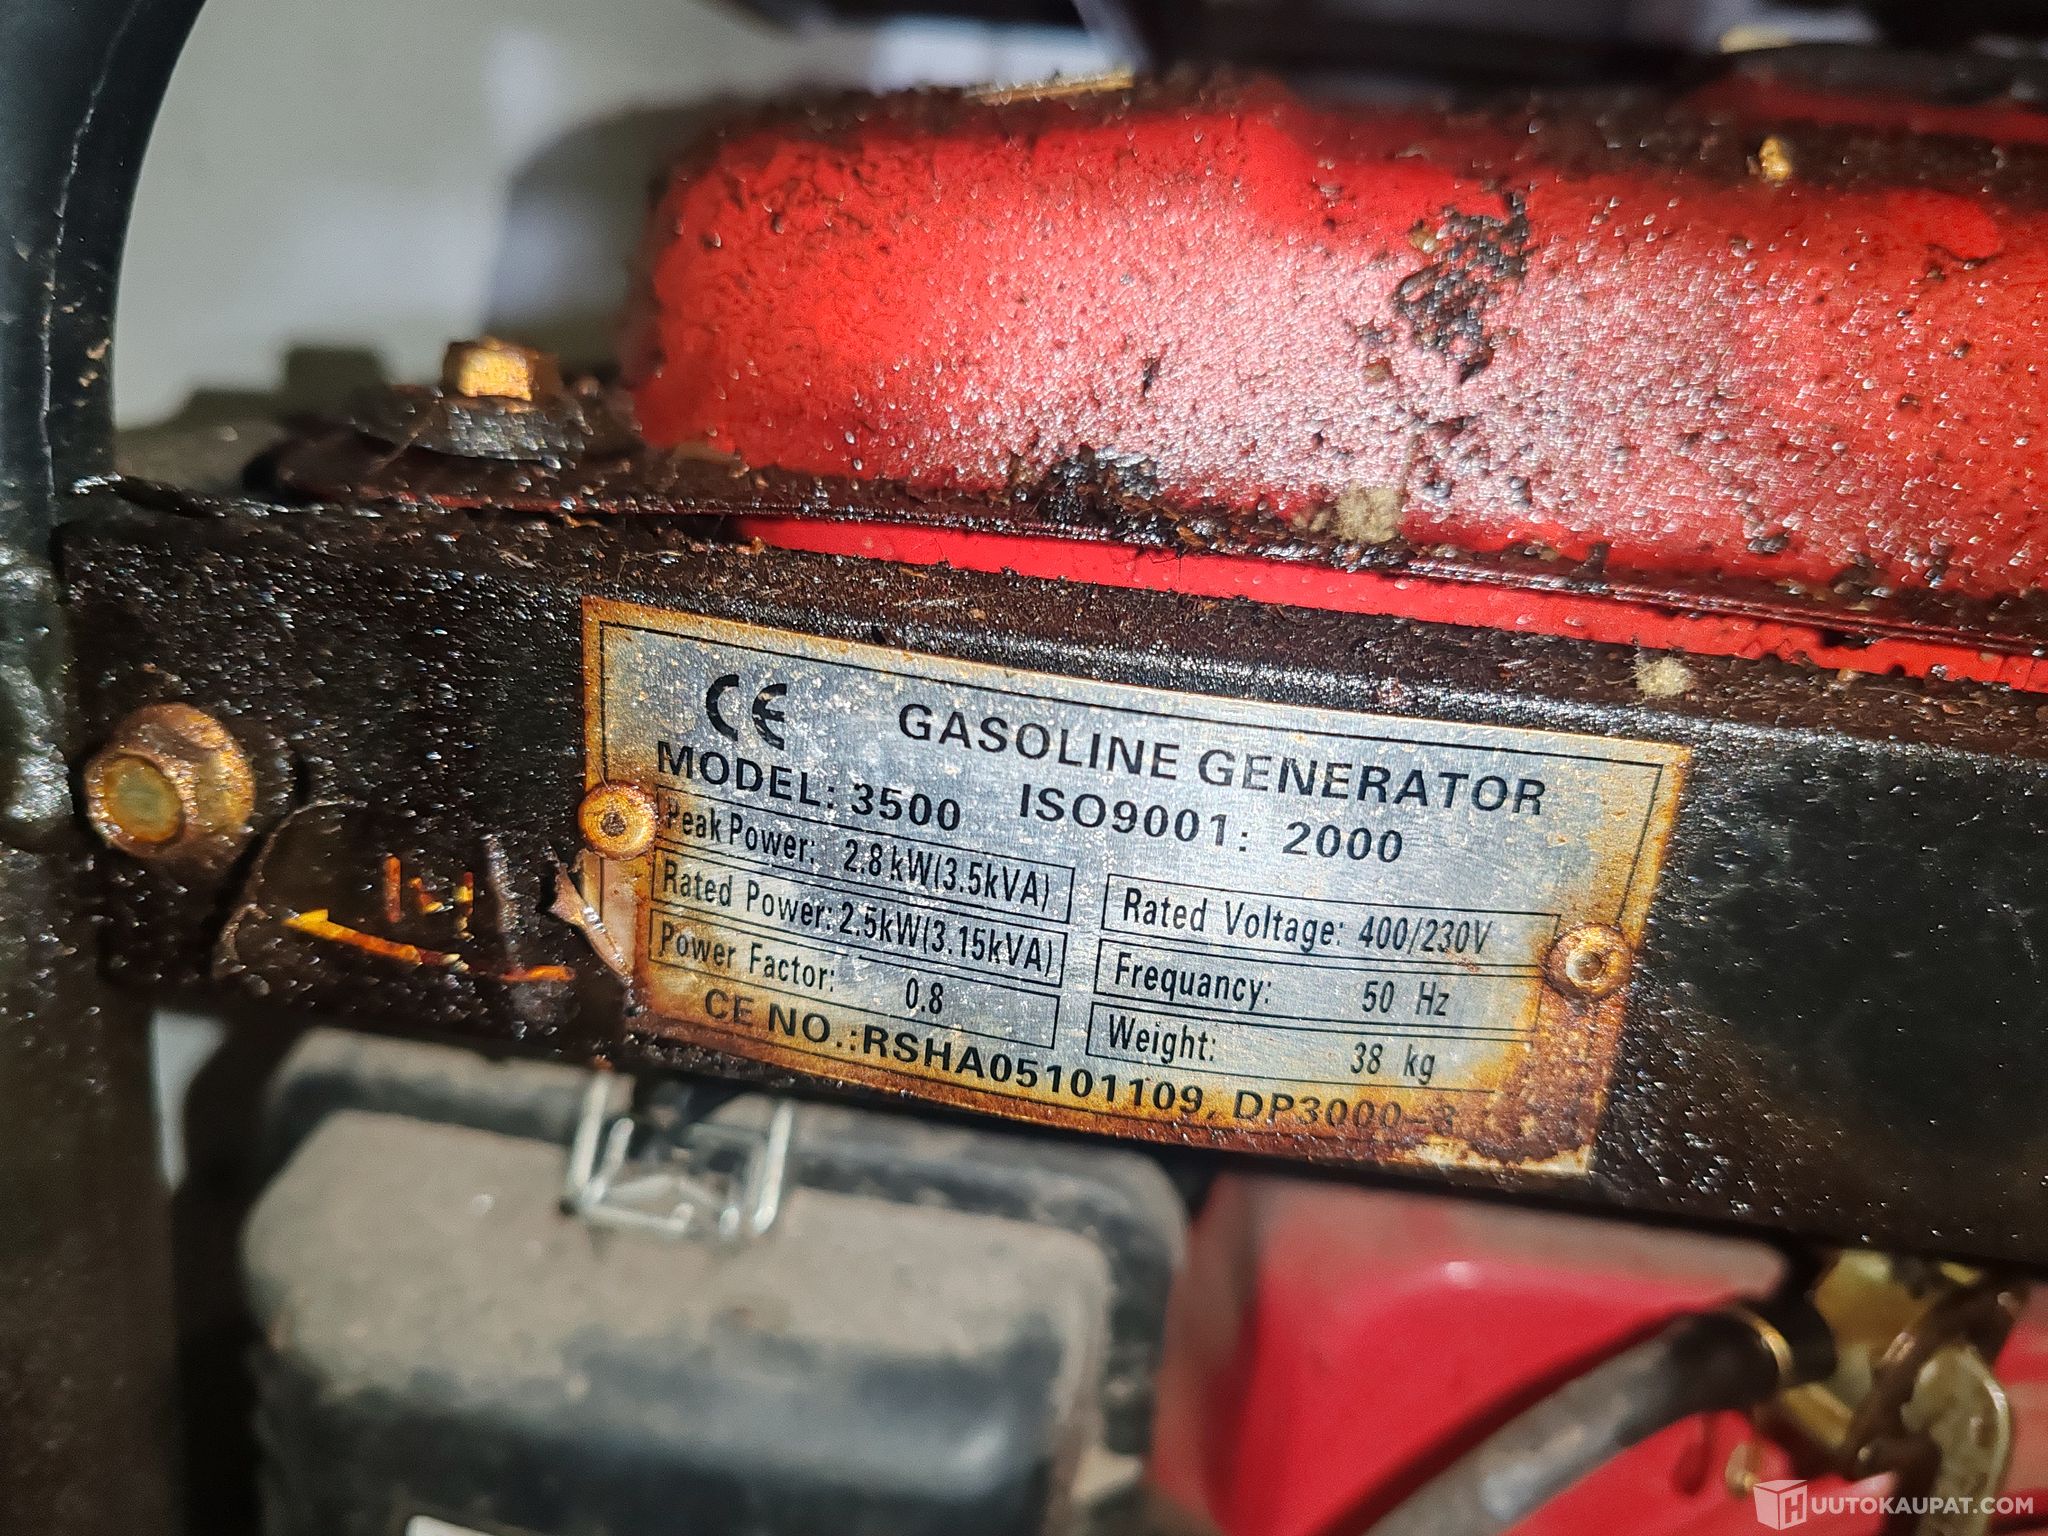 CE GASOLINE GENERATOR
MODEL: 3500 ISO9001: 2000
Peak Power: 2.8kW(3.5kVA)
Rated Power: 2.5kW(3.15kVA)
Power Factor: 0.8
Rated Voltage: 400/230V
Frequancy: 50 Hz
Weight: 38 kg
CE NO.:RSHA05101109, DP3000-3
HUUTOKAUPAT.COM